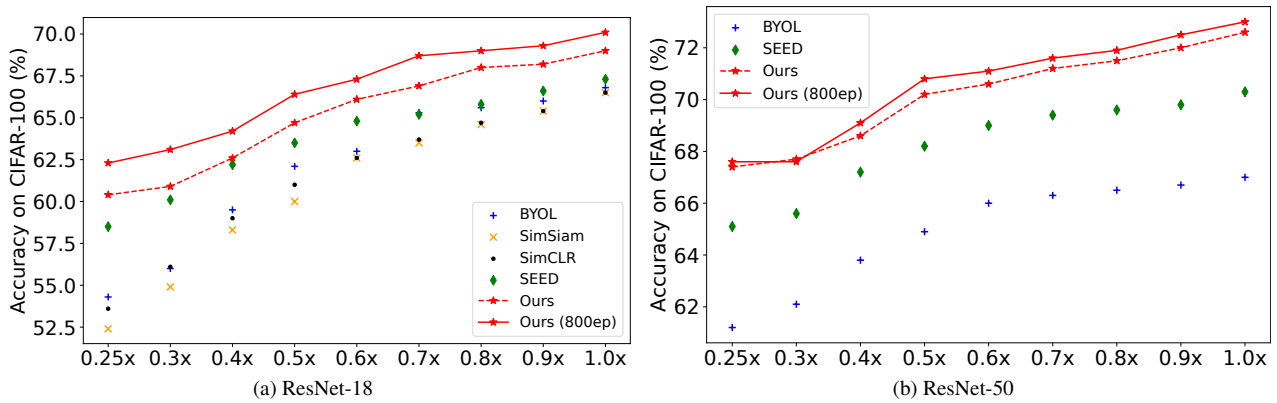 Accuracy on CIFAR-100 (%)
70.0
67.5
65.0
62.5
60.0
57.5
55.0
52.5
BYOL
SimSiam
SimCLR
SEED
Ours
Ours (800ep)
0.25x 0.3x 0.4x 0.5x 0.6x 0.7x 0.8x 0.9x 1.0x
(a) ResNet-18
Accuracy on CIFAR-100 (%)
72
70
68
66
64
62
BYOL
SEED
Ours
Ours (800ep)
0.25x 0.3x 0.4x 0.5x 0.6x 0.7x 0.8x 0.9x 1.0x
(b) ResNet-50